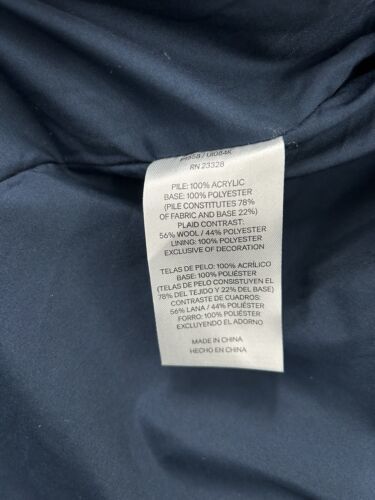 RN 23328
PILE: 100% ACRYLIC
BASE: 100% POLYESTER
(PILE CONSTITUTES 78%
OF FABRIC AND BASE 22%)
PLAID CONTRAST:
56% WOOL / 44% POLYESTER
LINING: 100% POLYESTER
EXCLUSIVE OF DECORATION
TELAS DE PELO: 100% ACRÍLICO
BASE: 100% POLIÉSTER
(TELAS DE PELO CONSTITUYEN EL
78% DEL TEJIDO Y 22% DEL BASE)
CONTRASTE DE CUADROS:
56% LANA / 44% POLIÉSTER
FORRO: 100% POLIÉSTER
EXCLUYENDO EL ADORNO
MADE IN CHINA
HECHO EN CHINA